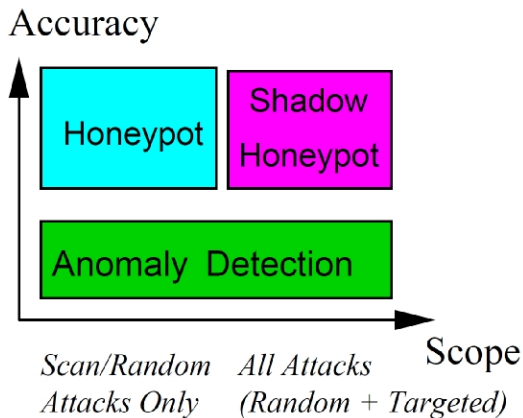 Accuracy
Honeypot
Shadow
Honeypot
Anomaly Detection
Scope
Scan/Random
Attacks Only
All Attacks
(Random + Targeted)